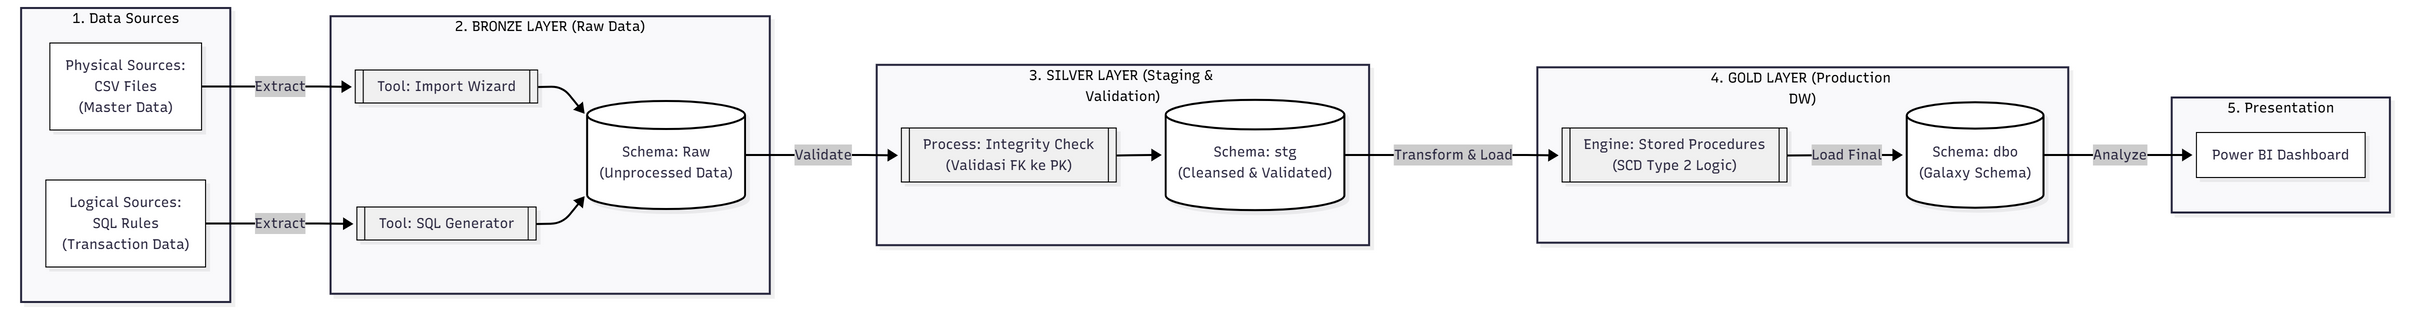 1. Data Sources
Physical Sources:
CSV Files
(Master Data)
Logical Sources:
SQL Rules
(Transaction Data)
Extract
Extract
2. BRONZE LAYER (Raw Data)
Tool: Import Wizard
Tool: SQL Generator
Schema: Raw
(Unprocessed Data)
Validate
3. SILVER LAYER (Staging &
Validation)
Process: Integrity Check
(Validasi FK ke PK)
Schema: stg
(Cleansed & Validated)
Transform & Load
4. GOLD LAYER (Production
DW)
Engine: Stored Procedures
(SCD Type 2 Logic)
Load Final
Schema: dbo
(Galaxy Schema)
Analyze
5. Presentation
Power BI Dashboard